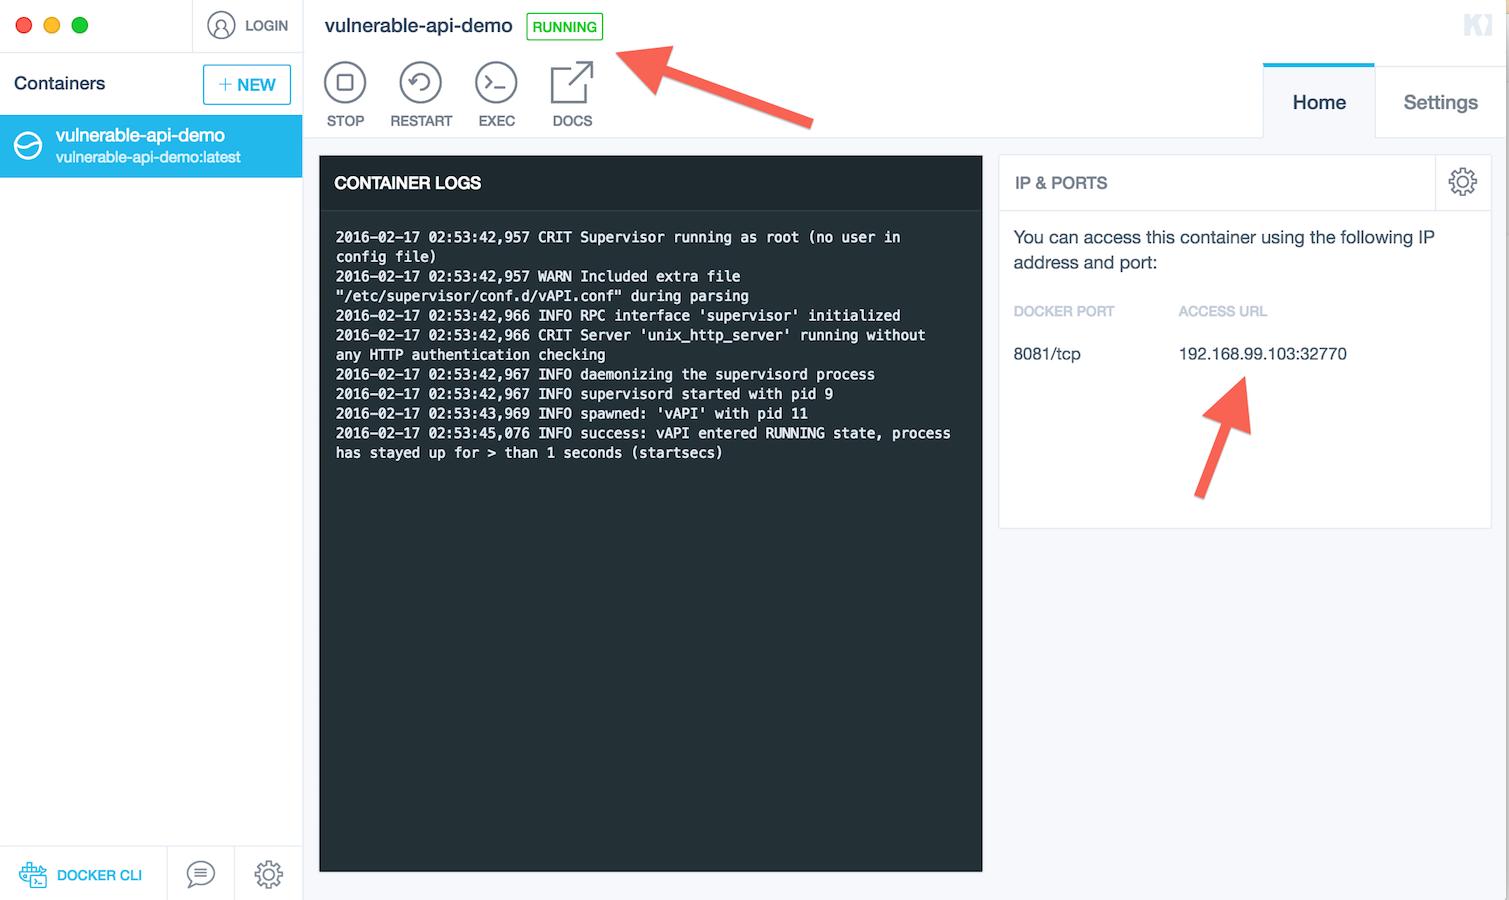 LOGIN
Containers
+ NEW
vulnerable-api-demo
vulnerable-api-demo:latest
DOCKER CLI
vulnerable-api-demo RUNNING
STOP RESTART EXEC DOCS
Home Settings
CONTAINER LOGS
2016-02-17 02:53:42,957 CRIT Supervisor running as root (no user in
config file)
2016-02-17 02:53:42,957 WARN Included extra file
"/etc/supervisor/conf.d/vAPI.conf" during parsing
2016-02-17 02:53:42,966 INFO RPC interface 'supervisor' initialized
2016-02-17 02:53:42,966 CRIT Server 'unix_http_server' running without
any HTTP authentication checking
2016-02-17 02:53:42,967 INFO daemonizing the supervisord process
2016-02-17 02:53:42,967 INFO supervisord started with pid 9
2016-02-17 02:53:43,969 INFO spawned: 'vAPI' with pid 11
2016-02-17 02:53:45,076 INFO success: vAPI entered RUNNING state, process
has stayed up for > than 1 seconds (startsecs)
IP & PORTS
You can access this container using the following IP
address and port:
DOCKER PORT ACCESS URL
8081/tcp 192.168.99.103:32770